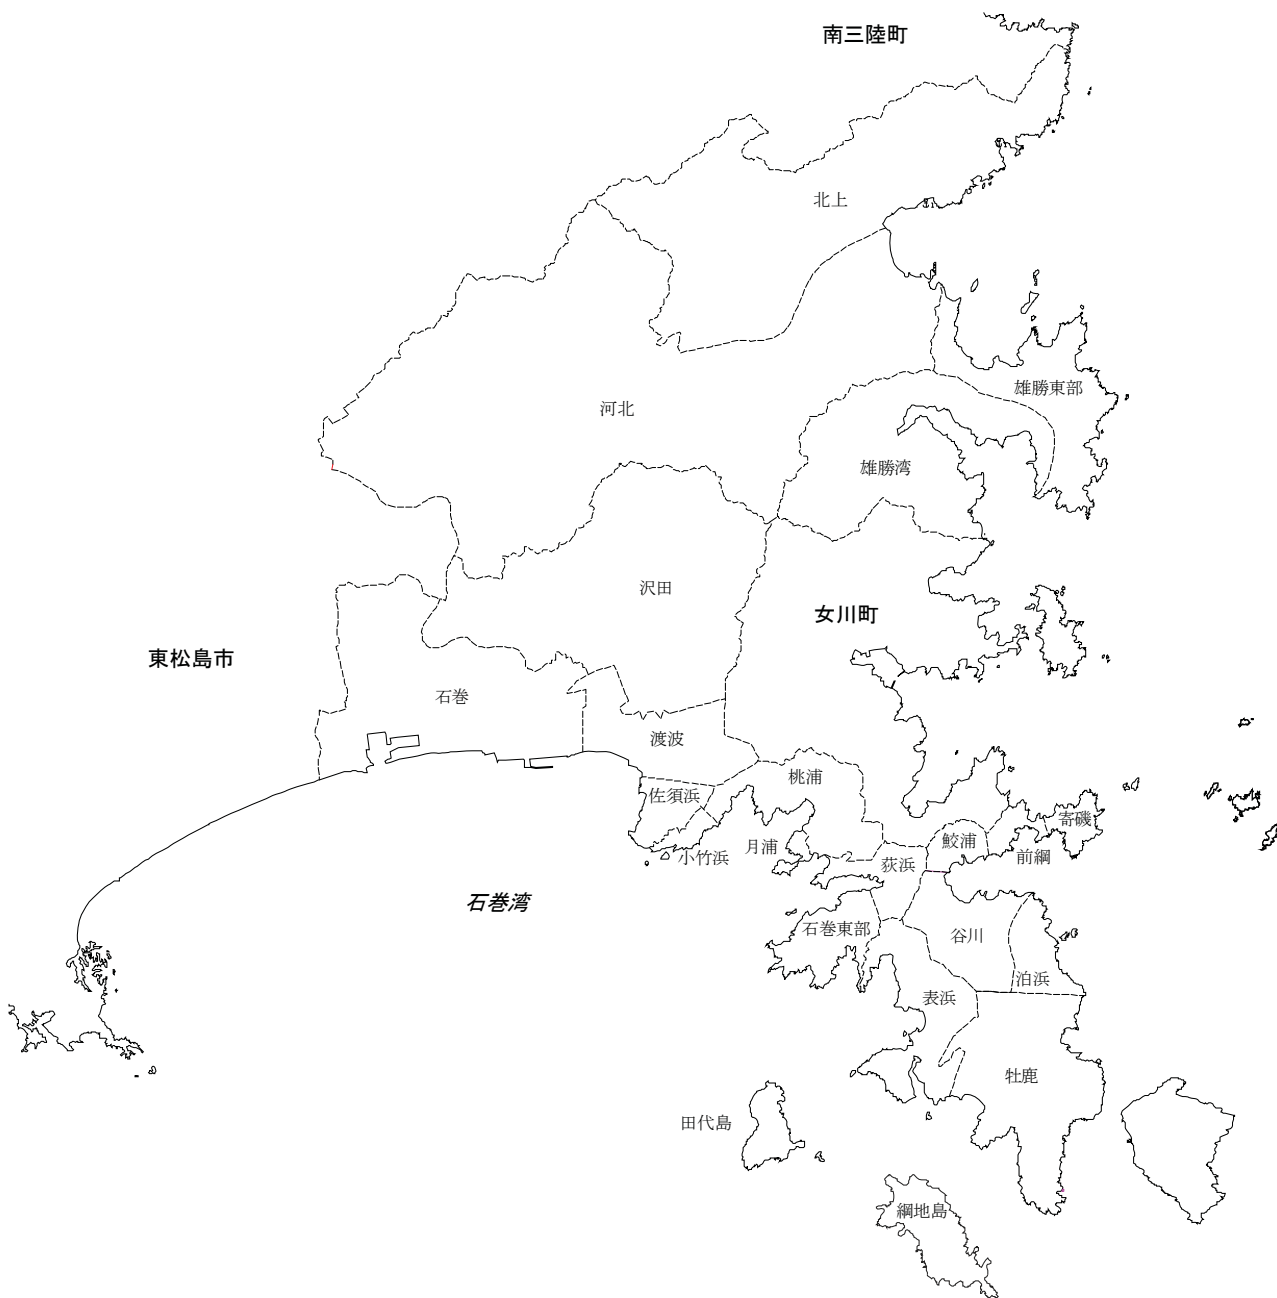 南三陸町
北上
雄勝東部
河北
雄勝湾
沢田
女川町
東松島市
石巻
渡波
桃浦
佐須浜
寄磯
鮫浦
月浦
小竹浜
前網
荻浜
石巻湾
石巻東部
谷川
泊浜
表浜
牡鹿
田代島
網地島